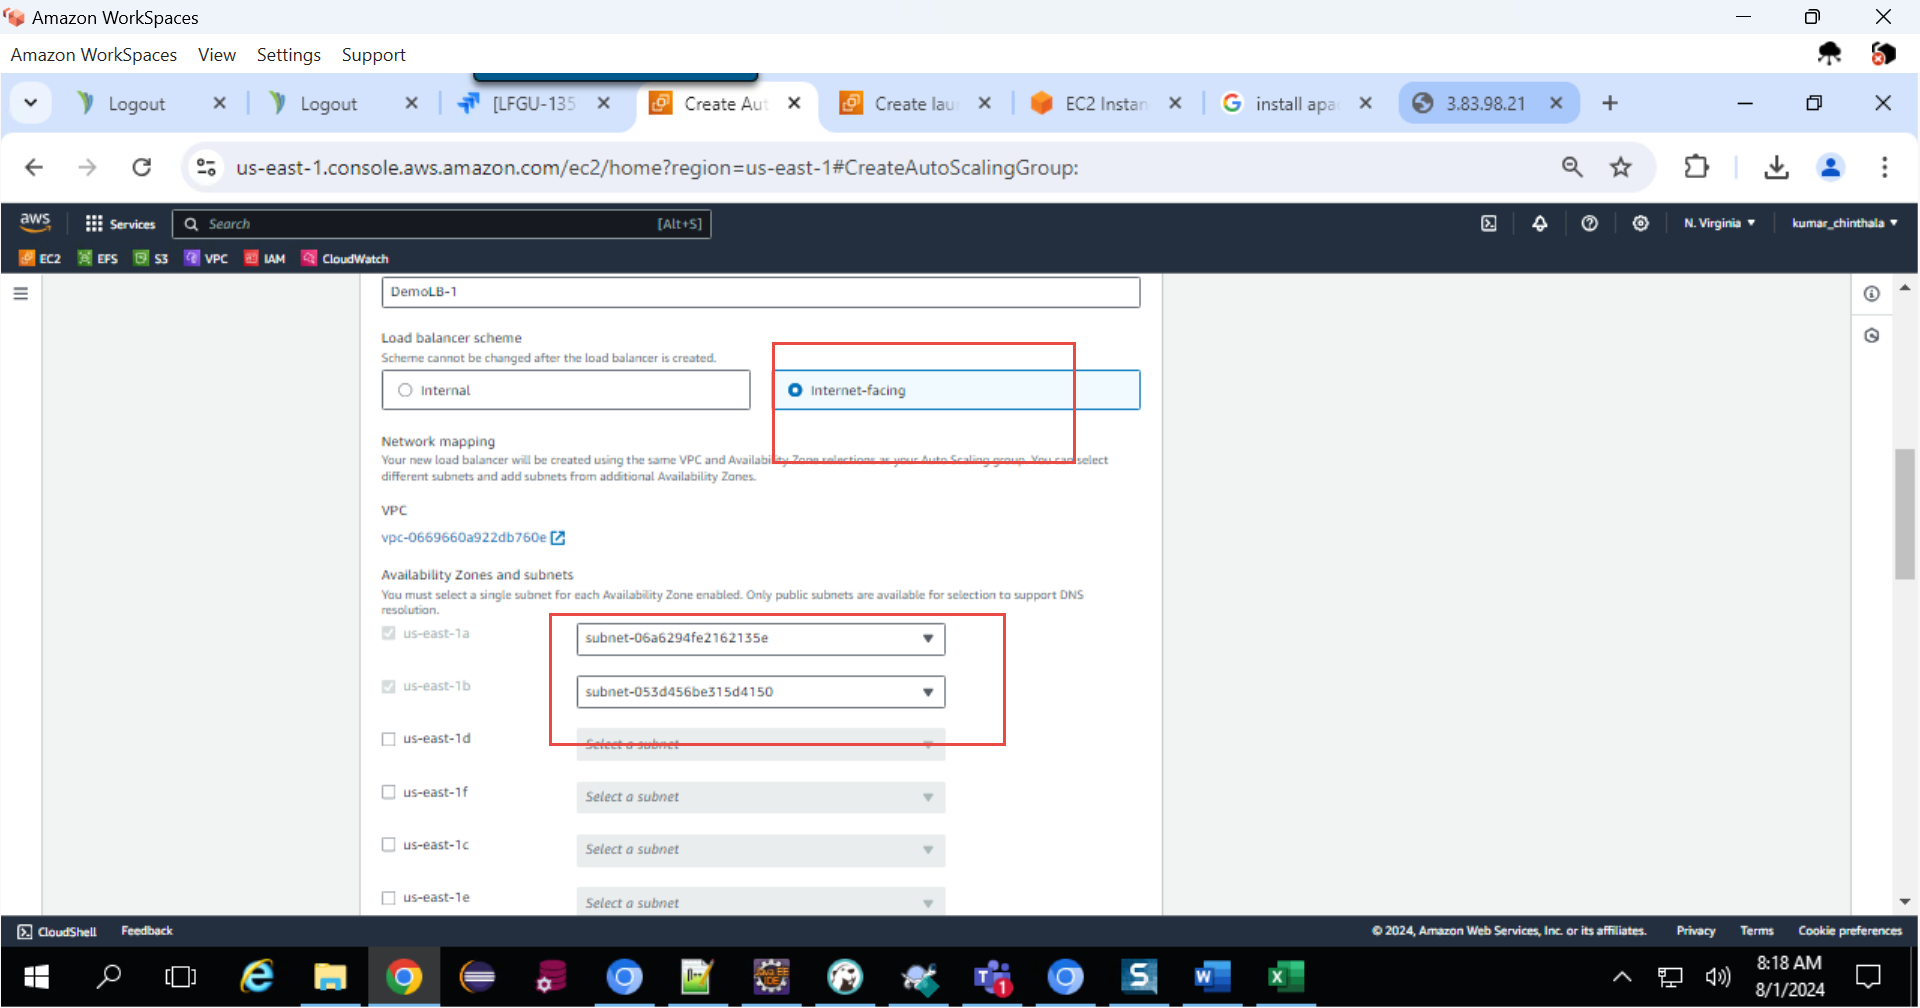 Amazon WorkSpaces
Amazon WorkSpaces View Settings Support
Logout Logout [LFGU-135 Create Aut Create lau EC2 Instan install apac 3.83.98.21
us-east-1.console.aws.amazon.com/ec2/home?region=us-east-1#CreateAutoScalingGroup:
aws Services Search [Alt+S] N. Virginia kumar_chinthala
EC2 EFS S3 VPC IAM CloudWatch
DemoLB-1
Load balancer scheme
Scheme cannot be changed after the load balancer is created.
Internal Internet-facing
Network mapping
Your new load balancer will be created using the same VPC and Availability Zone selections as your Auto Scaling group. You can select
different subnets and add subnets from additional Availability Zones.
VPC
vpc-0669660a922db760e
Availability Zones and subnets
You must select a single subnet for each Availability Zone enabled. Only public subnets are available for selection to support DNS
resolution.
us-east-1a subnet-06a6294fe2162135e
us-east-1b subnet-053d456be315d4150
us-east-1d Select a subnet
us-east-1f Select a subnet
us-east-1c Select a subnet
us-east-1e Select a subnet
CloudShell Feedback © 2024, Amazon Web Services, Inc. or its affiliates. Privacy Terms Cookie preferences
8:18 AM
8/1/2024